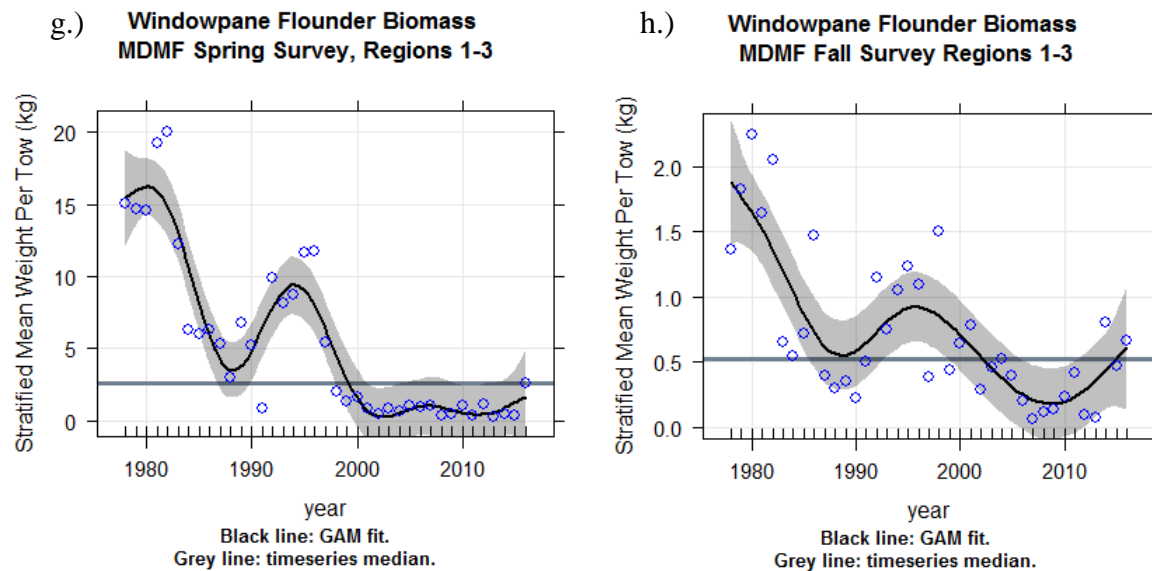 g.)
Windowpane Flounder Biomass
MDMF Spring Survey, Regions 1-3
Stratified Mean Weight Per Tow (kg)
20
15
10
5
0
1980 1990 2000 2010
year
Black line: GAM fit.
Grey line: timeseries median.
h.)
Windowpane Flounder Biomass
MDMF Fall Survey Regions 1-3
Stratified Mean Weight Per Tow (kg)
2.0
1.5
1.0
0.5
0.0
1980 1990 2000 2010
year
Black line: GAM fit.
Grey line: timeseries median.